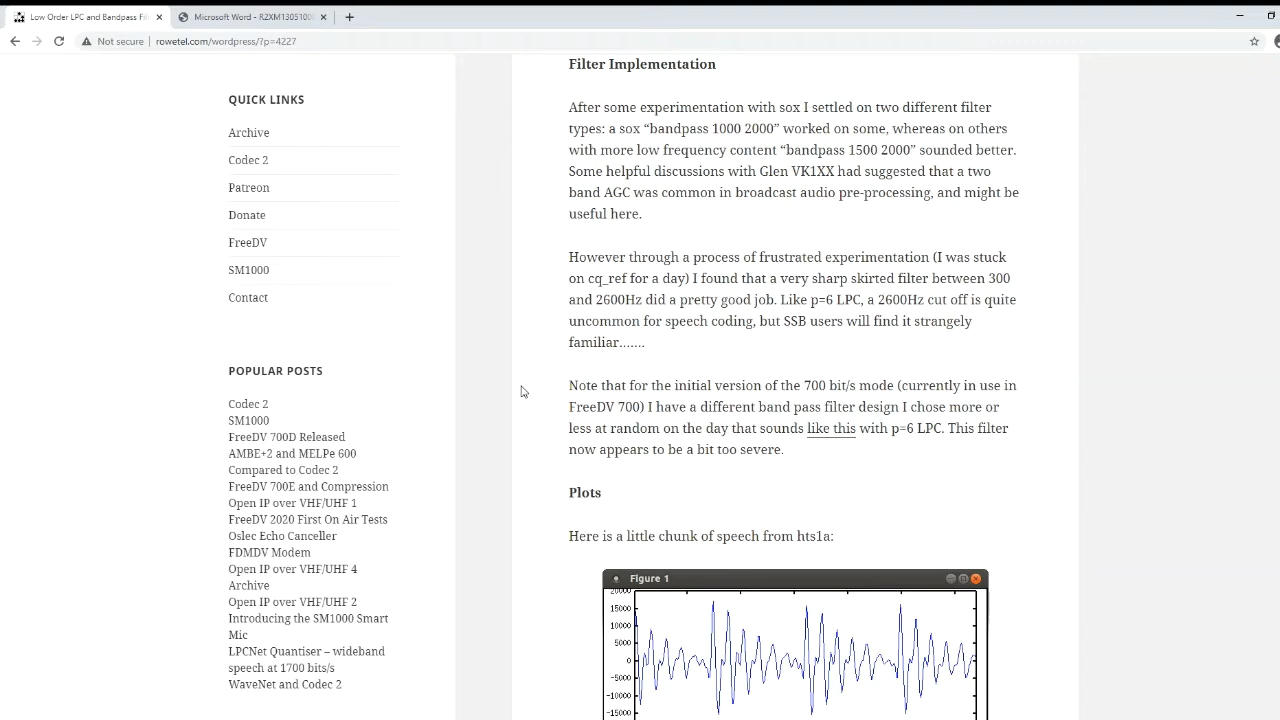 Low Order LPC and Bandpass Fil
Microsoft Word - R2XM1305100
Not secure
rowetel.com/wordpress/?p=4227
QUICK LINKS
Archive
Codec 2
Patreon
Donate
FreeDV
SM1000
Contact
POPULAR POSTS
Codec 2
SM1000
FreeDV 700D Released
AMBE+2 and MELPe 600
Compared to Codec 2
FreeDV 700E and Compression
Open IP over VHF/UHF 1
FreeDV 2020 First On Air Tests
Oslec Echo Canceller
FDMDV Modem
Open IP over VHF/UHF 4
Archive
Open IP over VHF/UHF 2
Introducing the SM1000 Smart
Mic
LPCNet Quantiser – wideband
speech at 1700 bits/s
WaveNet and Codec 2
Filter Implementation
After some experimentation with sox I settled on two different filter
types: a sox “bandpass 1000 2000” worked on some, whereas on others
with more low frequency content “bandpass 1500 2000” sounded better.
Some helpful discussions with Glen VK1XX had suggested that a two
band AGC was common in broadcast audio pre-processing, and might be
useful here.
However through a process of frustrated experimentation (I was stuck
on cq_ref for a day) I found that a very sharp skirted filter between 300
and 2600Hz did a pretty good job. Like p=6 LPC, a 2600Hz cut off is quite
uncommon for speech coding, but SSB users will find it strangely
familiar…….
Note that for the initial version of the 700 bit/s mode (currently in use in
FreeDV 700) I have a different band pass filter design I chose more or
less at random on the day that sounds like this with p=6 LPC. This filter
now appears to be a bit too severe.
Plots
Here is a little chunk of speech from hts1a:
Figure 1
20000
15000
10000
5000
0
-5000
-10000
-15000